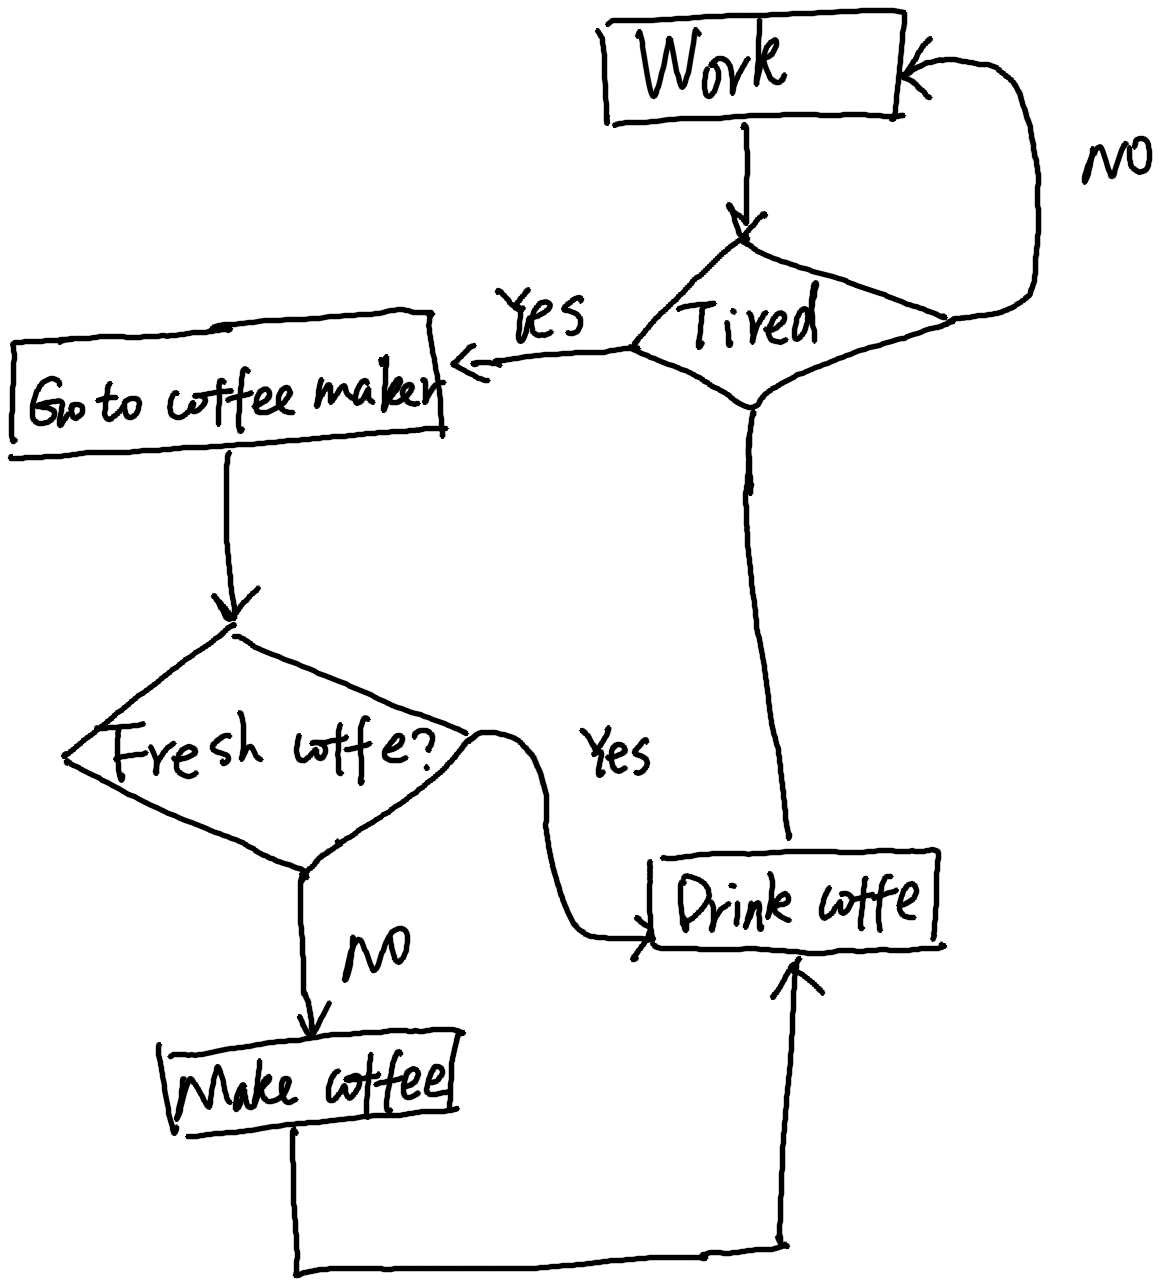 Work
NO
Yes
Tired
Go to coffee maker
Fresh coffe?
Yes
Drink coffe
NO
Make coffee